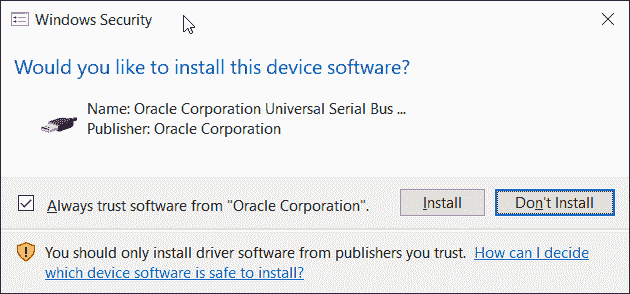 Windows Security
Would you like to install this device software?
Name: Oracle Corporation Universal Serial Bus ...
Publisher: Oracle Corporation
Always trust software from "Oracle Corporation".
Install
Don't Install
You should only install driver software from publishers you trust. How can I decide
which device software is safe to install?